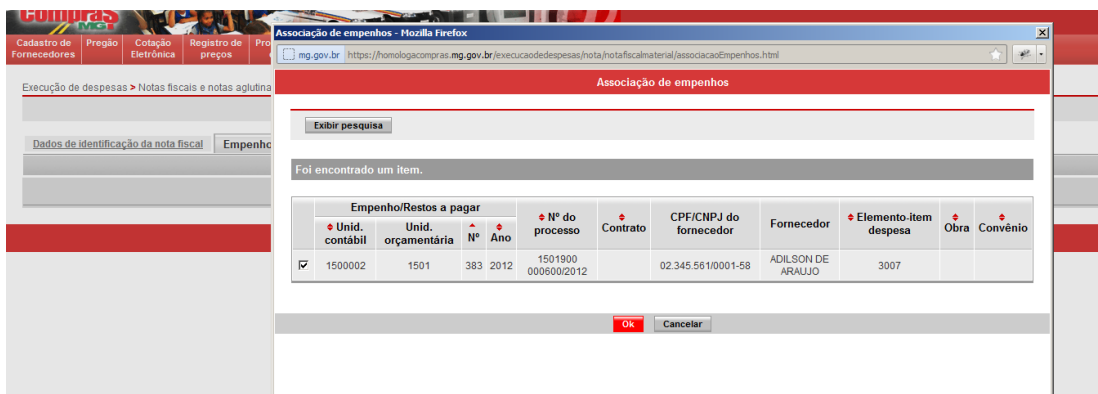 Compras
MG
Cadastro de Fornecedores
Pregão
Cotação Eletrônica
Registro de preços
Associação de empenhos - Mozilla Firefox
mg.gov.br https://homologacompras.mg.gov.br/execucaodedespesas/nota/notafiscalmaterial/associacaoEmpenhos.html
Execução de despesas > Notas fiscais e notas aglutina
Associação de empenhos
Exibir pesquisa
Dados de identificação da nota fiscal
Empenho
Foi encontrado um item.
Empenho/Restos a pagar
Unid. contábil
Unid. orçamentária
Nº
Ano
Nº do processo
Contrato
CPF/CNPJ do fornecedor
Fornecedor
Elemento-item despesa
Obra
Convênio
1500002
1501
383
2012
1501900 000600/2012
02.345.561/0001-58
ADILSON DE ARAUJO
3007
Ok
Cancelar